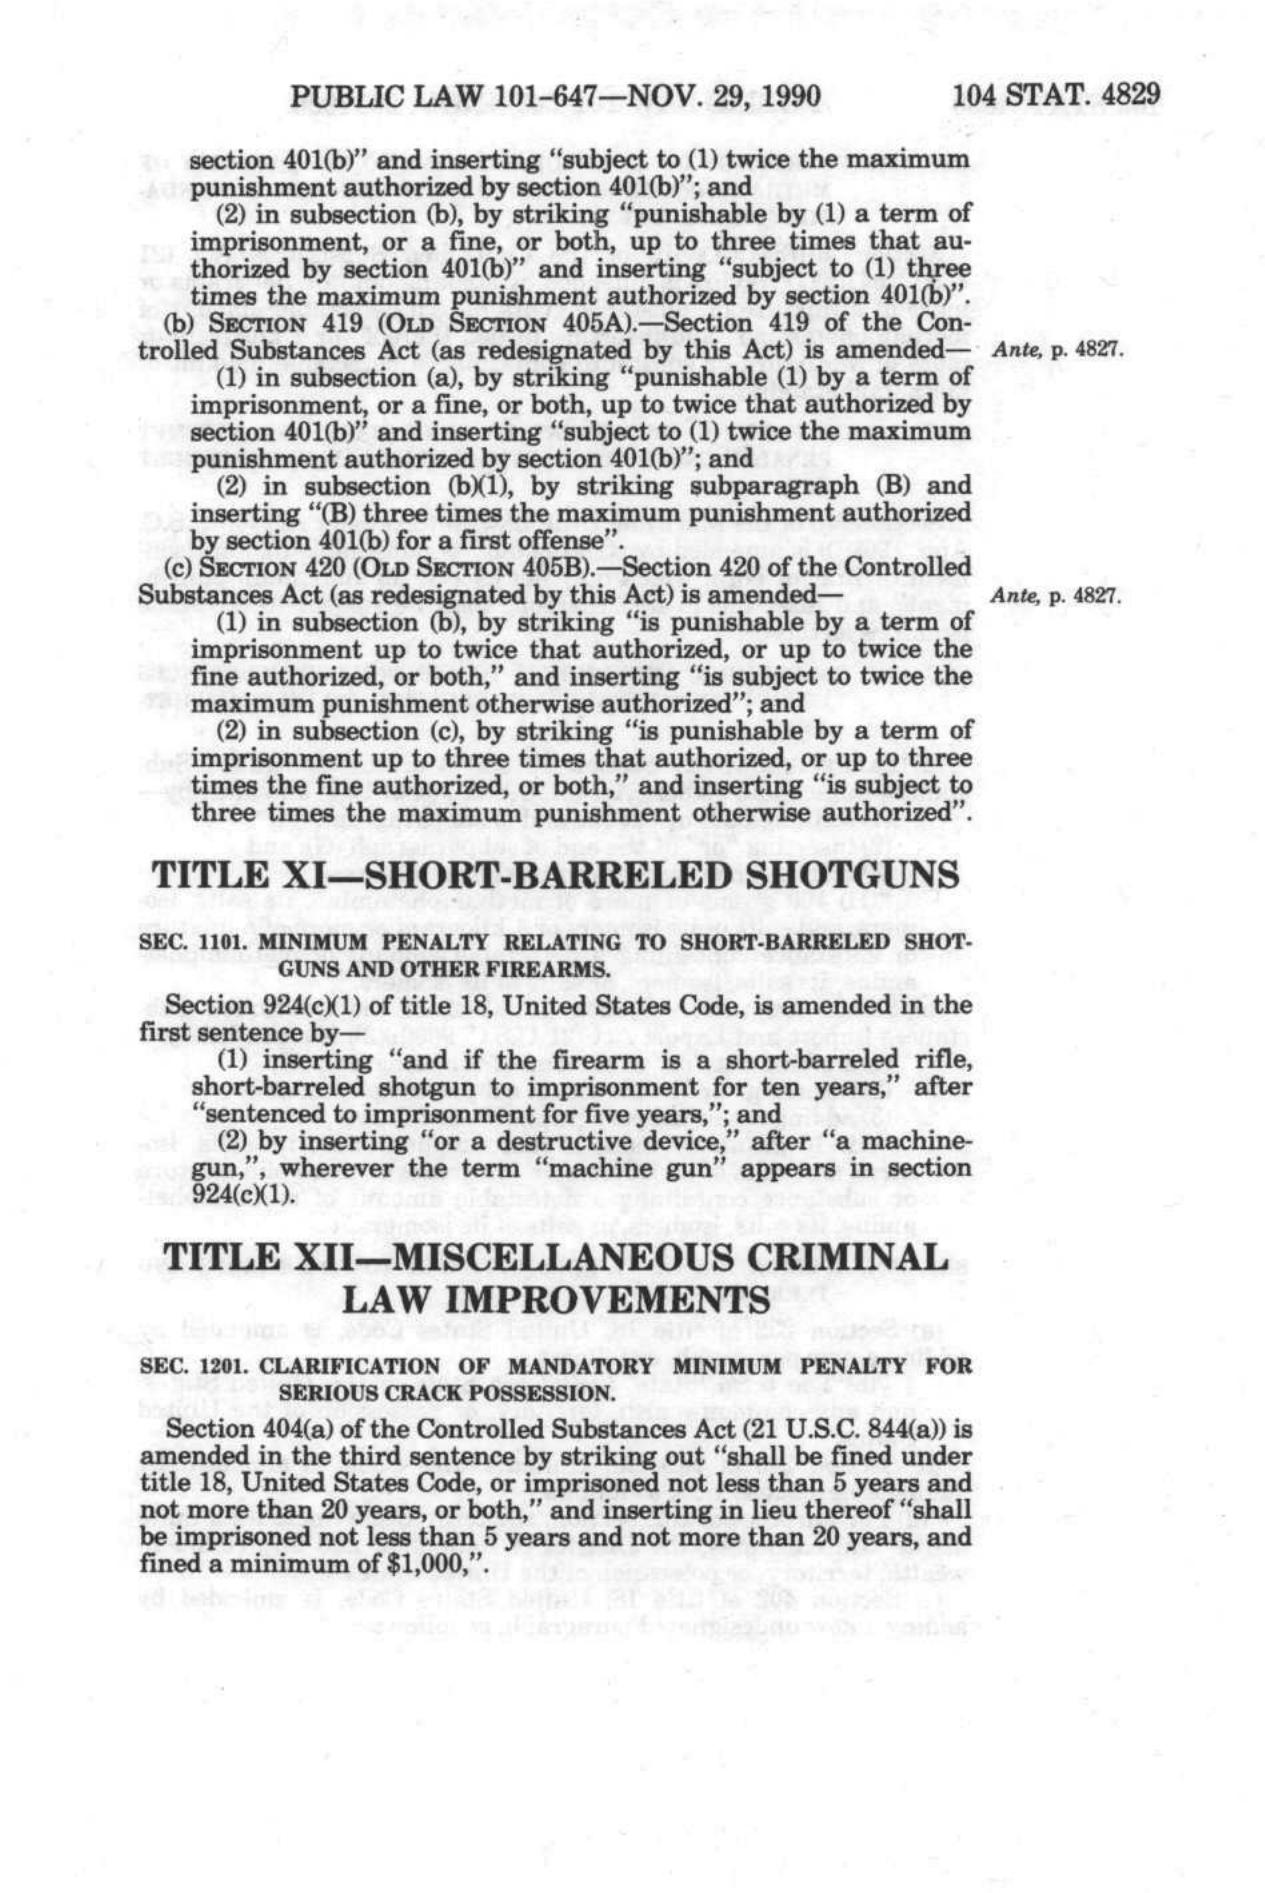 PUBLIC LAW 101-647—NOV. 29, 1990 104 STAT. 4829
section 401(b)” and inserting “subject to (1) twice the maximum
punishment authorized by section 401(b)”; and
(2) in subsection (b), by striking “punishable by (1) a term of
imprisonment, or a fine, or both, up to three times that au-
thorized by section 401(b)” and inserting “subject to (1) three
times the maximum punishment authorized by section 401(b)”.
(b) SECTION 419 (OLD SECTION 405A).—Section 419 of the Con-
trolled Substances Act (as redesignated by this Act) is amended— Ante, p. 4827.
(1) in subsection (a), by striking “punishable (1) by a term of
imprisonment, or a fine, or both, up to twice that authorized by
section 401(b)” and inserting “subject to (1) twice the maximum
punishment authorized by section 401(b)”; and
(2) in subsection (b)(1), by striking subparagraph (B) and
inserting “(B) three times the maximum punishment authorized
by section 401(b) for a first offense”.
(c) SECTION 420 (OLD SECTION 405B).—Section 420 of the Controlled
Substances Act (as redesignated by this Act) is amended— Ante, p. 4827.
(1) in subsection (b), by striking “is punishable by a term of
imprisonment up to twice that authorized, or up to twice the
fine authorized, or both,” and inserting “is subject to twice the
maximum punishment otherwise authorized”; and
(2) in subsection (c), by striking “is punishable by a term of
imprisonment up to three times that authorized, or up to three
times the fine authorized, or both,” and inserting “is subject to
three times the maximum punishment otherwise authorized”.
TITLE XI—SHORT-BARRELED SHOTGUNS
SEC. 1101. MINIMUM PENALTY RELATING TO SHORT-BARRELED SHOT-
GUNS AND OTHER FIREARMS.
Section 924(c)(1) of title 18, United States Code, is amended in the
first sentence by—
(1) inserting “and if the firearm is a short-barreled rifle,
short-barreled shotgun to imprisonment for ten years,” after
“sentenced to imprisonment for five years,”; and
(2) by inserting “or a destructive device,” after “a machine-
gun,”, wherever the term “machine gun” appears in section
924(c)(1).
TITLE XII—MISCELLANEOUS CRIMINAL
LAW IMPROVEMENTS
SEC. 1201. CLARIFICATION OF MANDATORY MINIMUM PENALTY FOR
SERIOUS CRACK POSSESSION.
Section 404(a) of the Controlled Substances Act (21 U.S.C. 844(a)) is
amended in the third sentence by striking out “shall be fined under
title 18, United States Code, or imprisoned not less than 5 years and
not more than 20 years, or both,” and inserting in lieu thereof “shall
be imprisoned not less than 5 years and not more than 20 years, and
fined a minimum of $1,000,”.